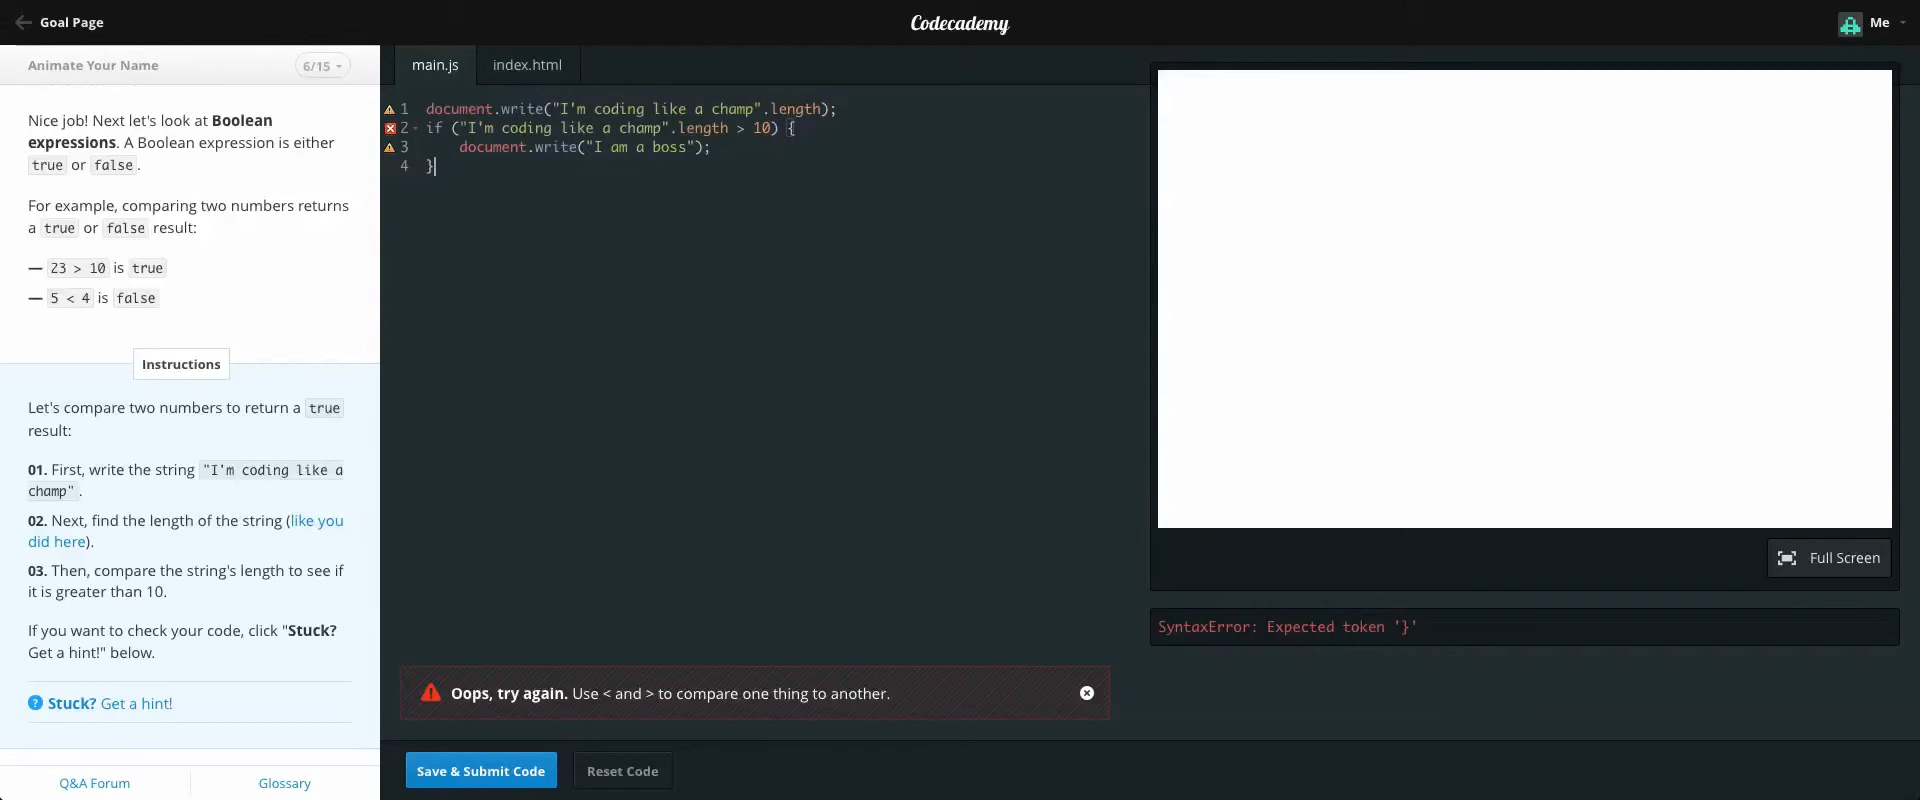 Goal Page
Codecademy
Me
Animate Your Name
6/15
main.js
index.html
Nice job! Next let's look at Boolean
expressions. A Boolean expression is either
true or false.
For example, comparing two numbers returns
a true or false result:
— 23 > 10 is true
— 5 < 4 is false
Instructions
Let's compare two numbers to return a true
result:
01. First, write the string "I'm coding like a
champ".
02. Next, find the length of the string (like you
did here).
03. Then, compare the string's length to see if
it is greater than 10.
If you want to check your code, click "Stuck?
Get a hint!" below.
? Stuck? Get a hint!
Q&A Forum
Glossary
1 document.write("I'm coding like a champ".length);
2 if ("I'm coding like a champ".length > 10) {
3 document.write("I am a boss");
4 }
Oops, try again. Use < and > to compare one thing to another.
Save & Submit Code
Reset Code
Full Screen
SyntaxError: Expected token '}'